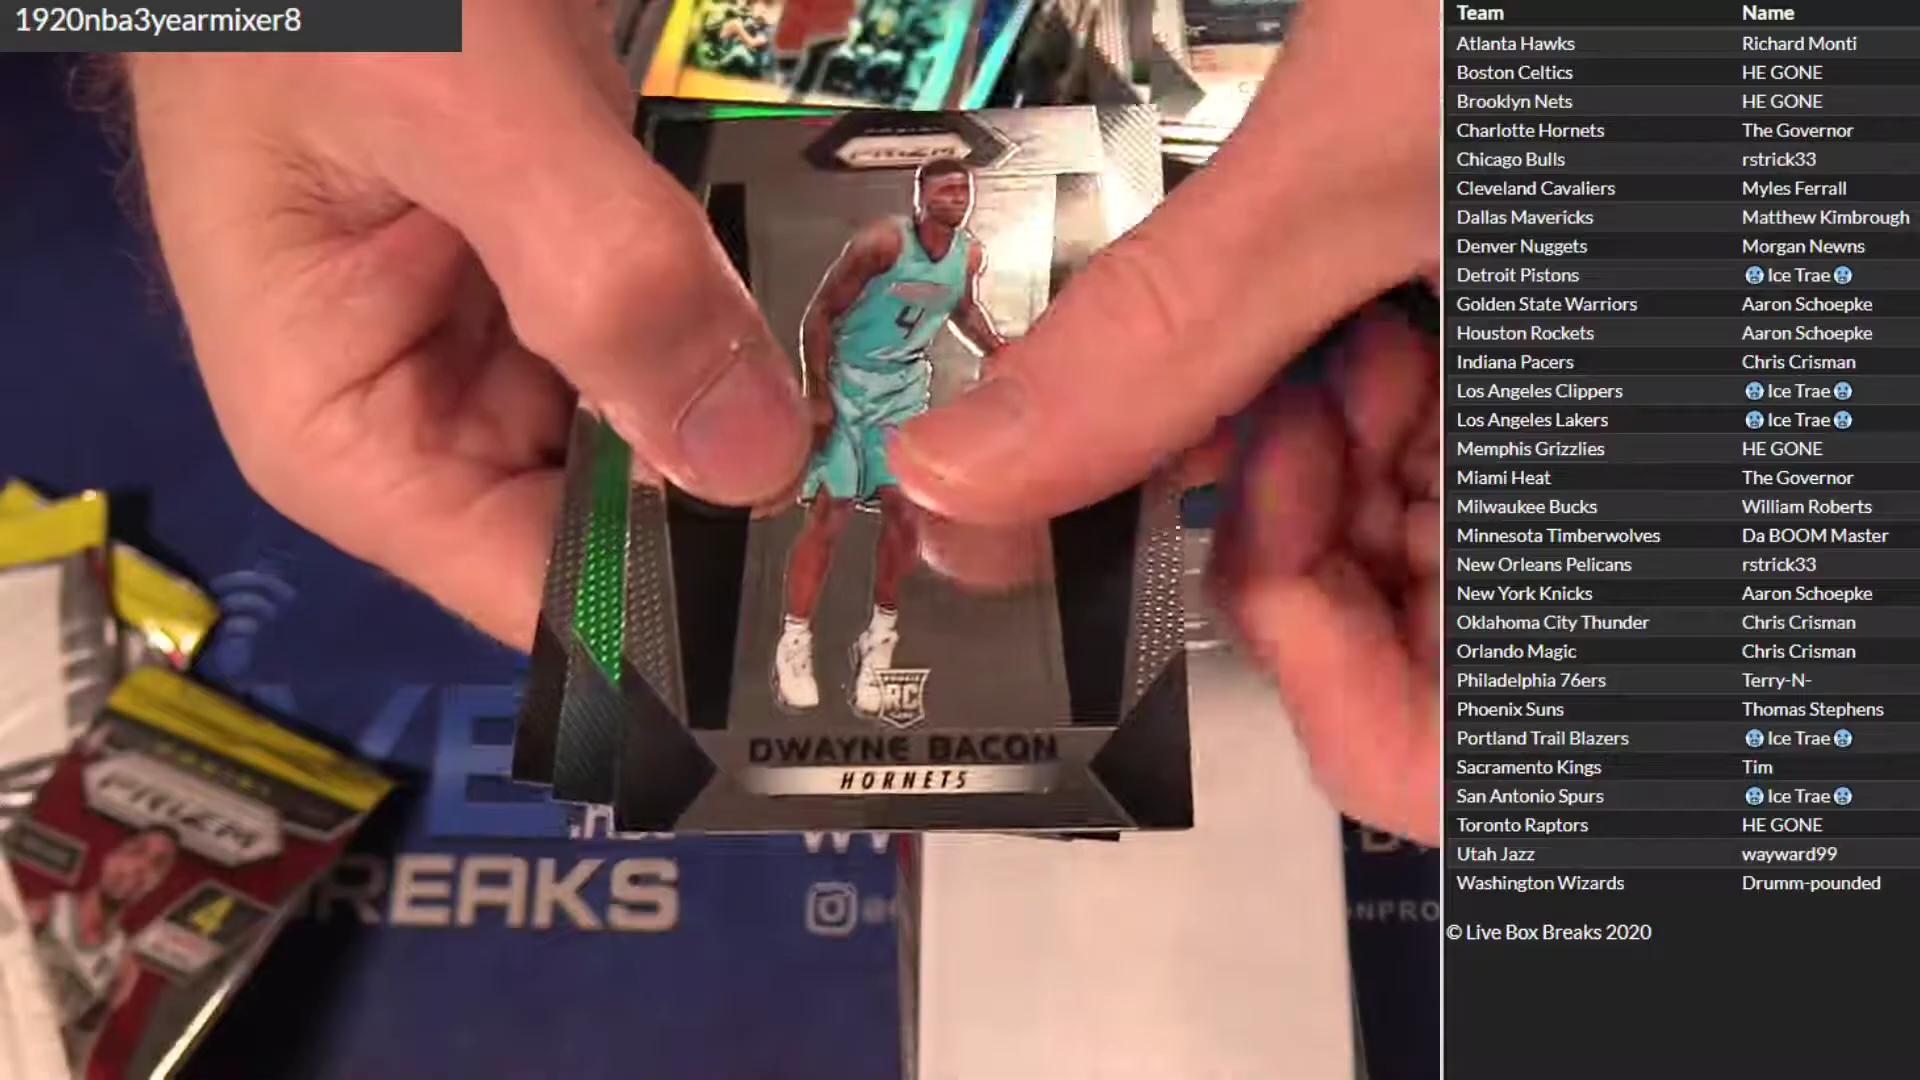 1920nba3yearmixer8
PRIZM
4
RC
DWAYNE BACON
HORNETS
PRIZM
4
BREAKS
Team Name
Atlanta Hawks Richard Monti
Boston Celtics HE GONE
Brooklyn Nets HE GONE
Charlotte Hornets The Governor
Chicago Bulls rstrick33
Cleveland Cavaliers Myles Ferrall
Dallas Mavericks Matthew Kimbrough
Denver Nuggets Morgan Newns
Detroit Pistons 🥶 Ice Trae 🥶
Golden State Warriors Aaron Schoepke
Houston Rockets Aaron Schoepke
Indiana Pacers Chris Crisman
Los Angeles Clippers 🥶 Ice Trae 🥶
Los Angeles Lakers 🥶 Ice Trae 🥶
Memphis Grizzlies HE GONE
Miami Heat The Governor
Milwaukee Bucks William Roberts
Minnesota Timberwolves Da BOOM Master
New Orleans Pelicans rstrick33
New York Knicks Aaron Schoepke
Oklahoma City Thunder Chris Crisman
Orlando Magic Chris Crisman
Philadelphia 76ers Terry-N-
Phoenix Suns Thomas Stephens
Portland Trail Blazers 🥶 Ice Trae 🥶
Sacramento Kings Tim
San Antonio Spurs 🥶 Ice Trae 🥶
Toronto Raptors HE GONE
Utah Jazz wayward99
Washington Wizards Drumm-pounded
© Live Box Breaks 2020